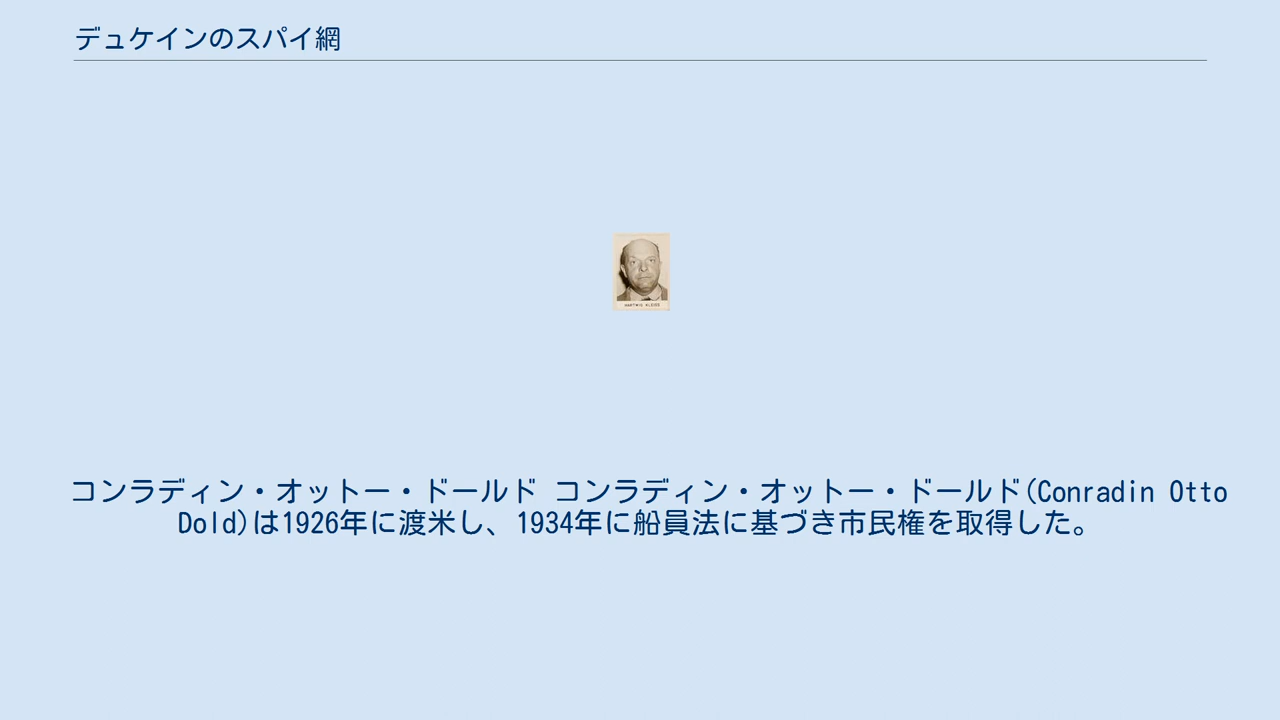 デュケインのスパイ網
HARTWIG KLEISS
コンラディン・オットー・ドールド コンラディン・オットー・ドールド(Conradin Otto
Dold)は1926年に渡米し、1934年に船員法に基づき市民権を取得した。